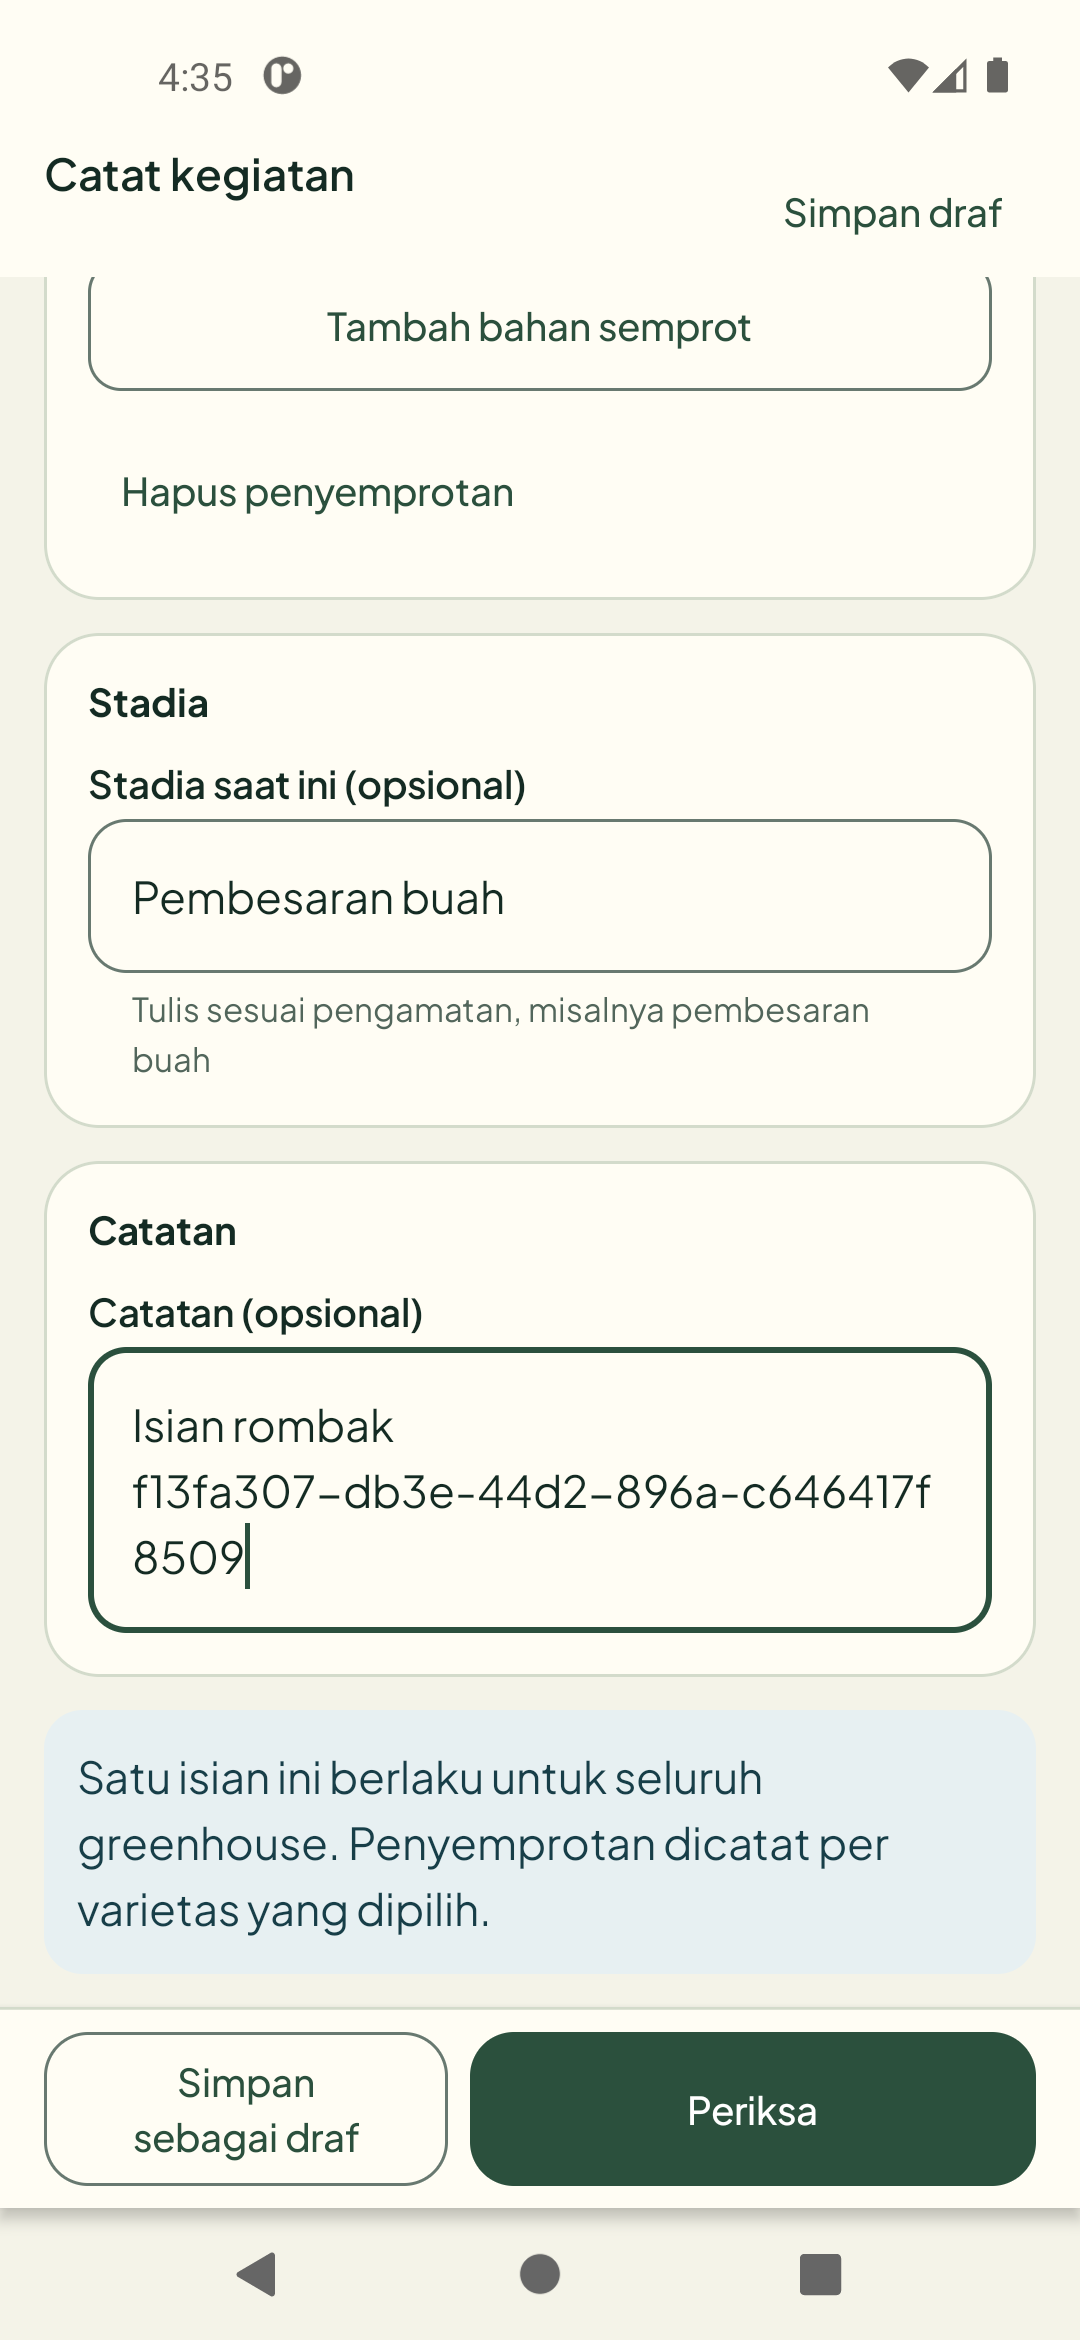 4:35
Catat kegiatan
Simpan draf
Tambah bahan semprot
Hapus penyemprotan
Stadia
Stadia saat ini (opsional)
Pembesaran buah
Tulis sesuai pengamatan, misalnya pembesaran
buah
Catatan
Catatan (opsional)
Isian rombak
f13fa307-db3e-44d2-896a-c646417f
8509
Satu isian ini berlaku untuk seluruh
greenhouse. Penyemprotan dicatat per
varietas yang dipilih.
Simpan
sebagai draf
Periksa